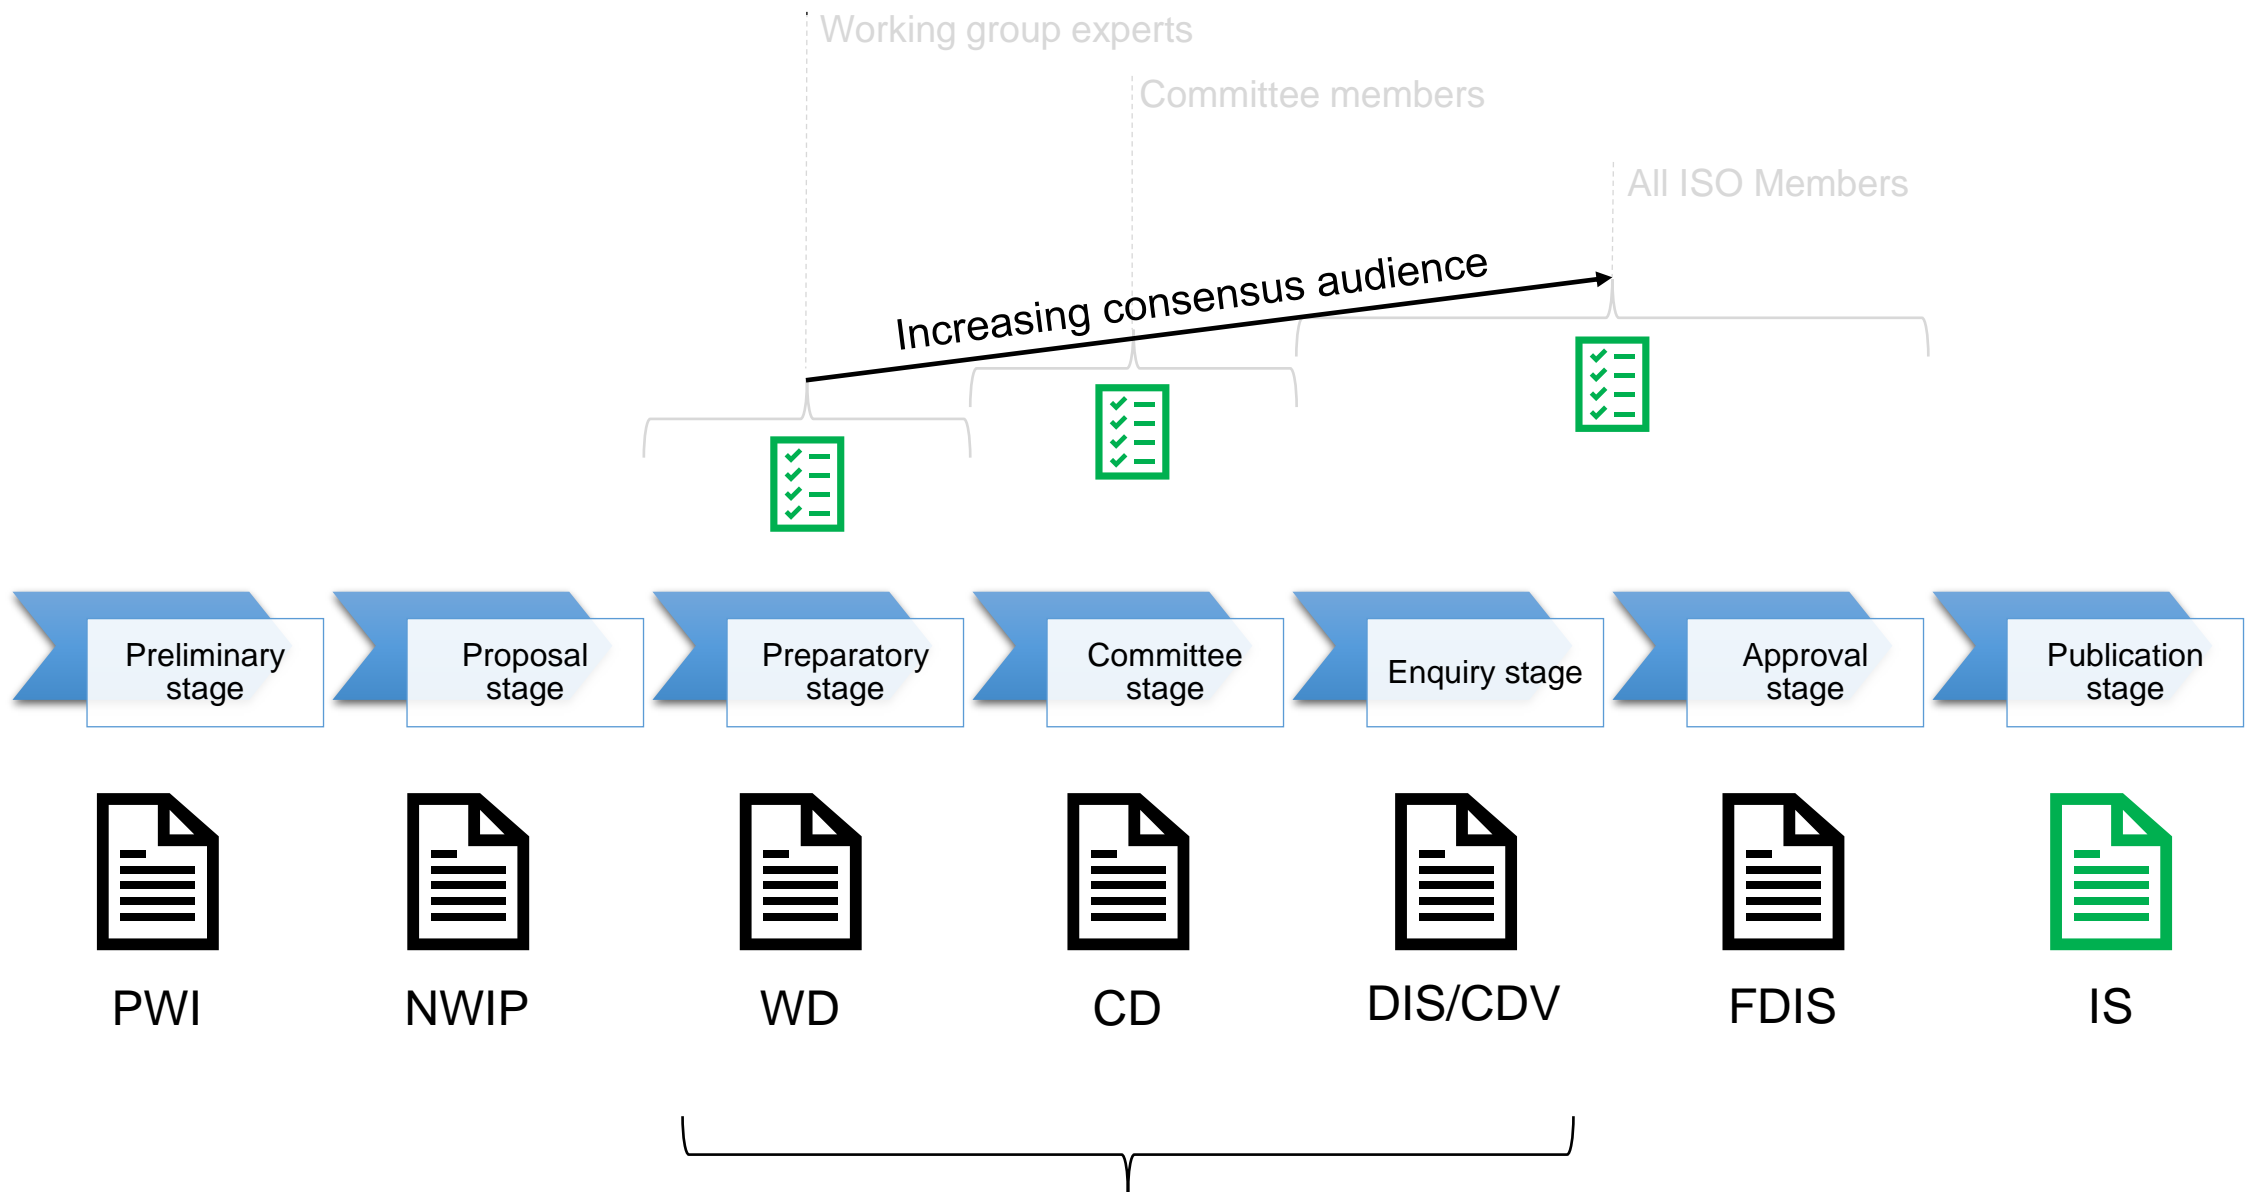 Working group experts
Committee members
All ISO Members
Increasing consensus audience
Preliminary
stage
Proposal
stage
Preparatory
stage
Committee
stage
Enquiry stage
Approval
stage
Publication
stage
PWI
NWIP
WD
CD
DIS/CDV
FDIS
IS